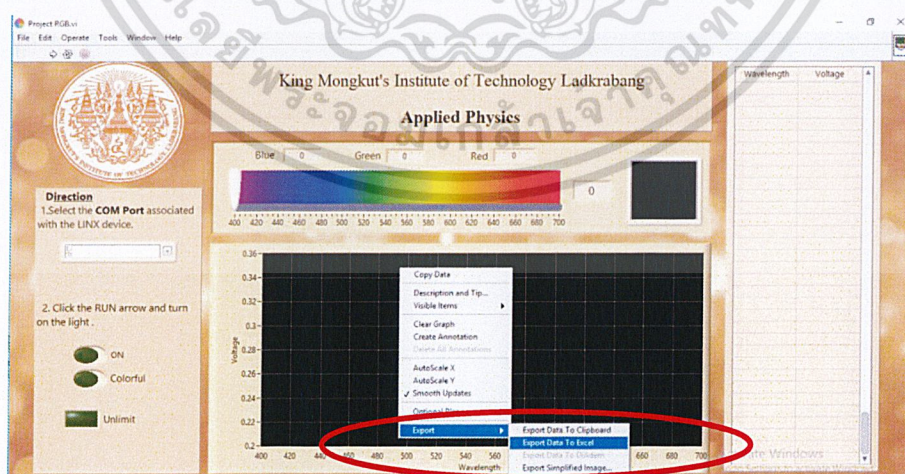 Project RGB.vi
File Edit Operate Tools Window Help
King Mongkut's Institute of Technology Ladkrabang
Applied Physics
Blue 0 Green 0 Red 0
0
400 420 440 460 480 500 520 540 560 580 600 620 640 660 680 700
Direction
1.Select the COM Port associated
with the LINX device.
2. Click the RUN arrow and turn
on the light .
ON
Colorful
Unlimit
Wavelength Voltage
0.36
0.34
0.32
0.3
0.28
0.26
0.24
0.22
0.2
Voltage
400 420 440 460 480 500 520 540 560 660 680 700
Wavelength
Copy Data
Description and Tip...
Visible Items
Clear Graph
Create Annotation
Delete All Annotations
AutoScale X
AutoScale Y
Smooth Updates
Export
Export Data To Clipboard
Export Data To Excel
Export Data To DIAdem
Export Simplified Image...